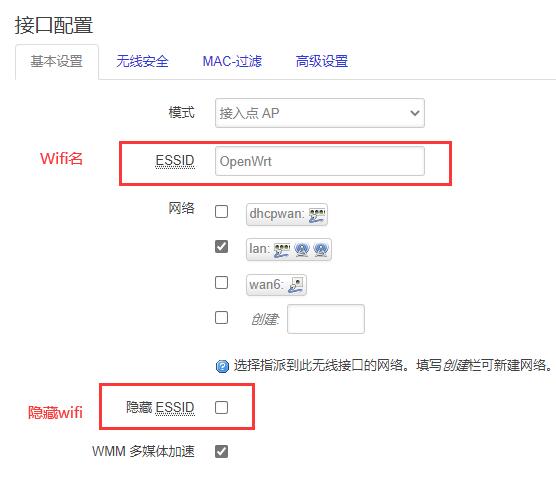 接口配置
基本设置 无线安全 MAC-过滤 高级设置
模式 接入点 AP
Wifi名 ESSID OpenWrt
网络 dhcpwan:
lan:
wan6:
创建:
选择指派到此无线接口的网络。填写创建栏可新建网络。
隐藏wifi 隐藏 ESSID
WMM 多媒体加速